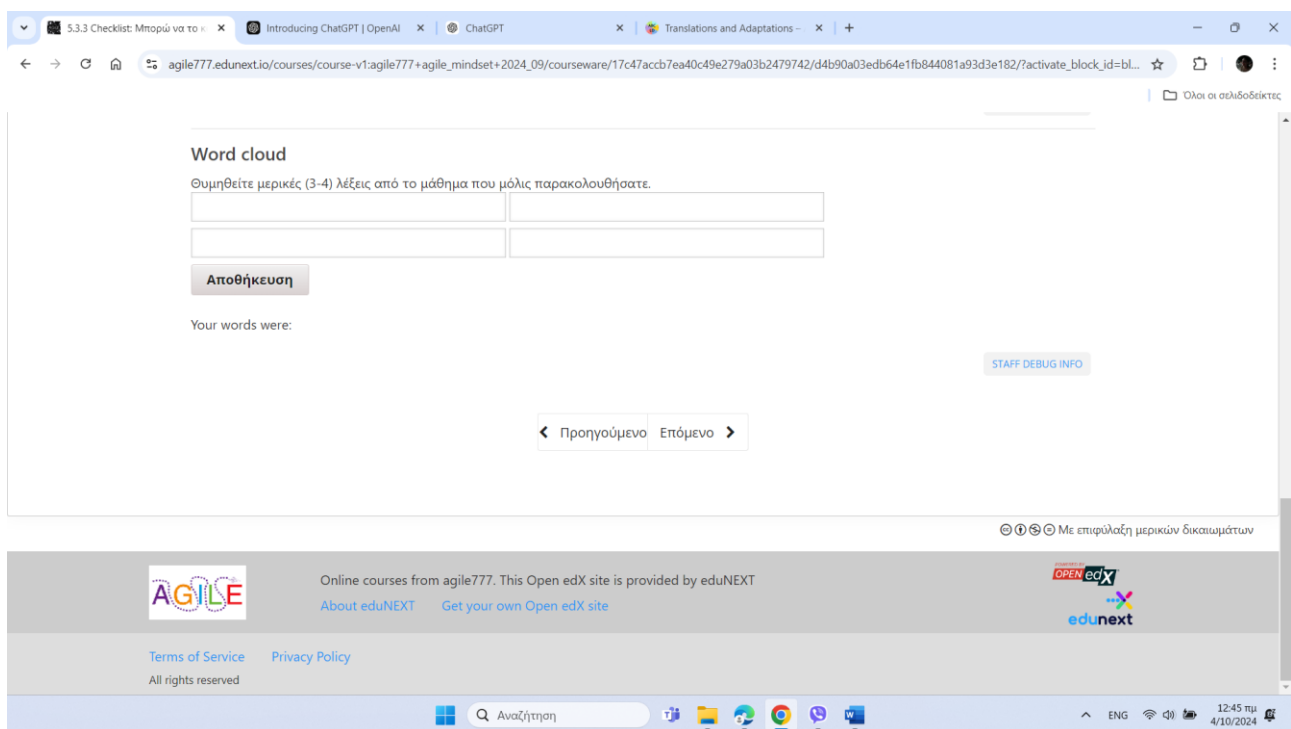 5.3.3 Checklist: Μπορώ να το κ
Introducing ChatGPT | OpenAI
ChatGPT
Translations and Adaptations –
agile777.edunext.io/courses/course-v1:agile777+agile_mindset+2024_09/courseware/17c47accb7ea40c49e279a03b2479742/d4b90a03edb64e1fb844081a93d3e182/?activate_block_id=bl...
Όλοι οι σελιδοδείκτες
Word cloud
Θυμηθείτε μερικές (3-4) λέξεις από το μάθημα που μόλις παρακολουθήσατε.
Αποθήκευση
Your words were:
STAFF DEBUG INFO
Προηγούμενο Επόμενο
Με επιφύλαξη μερικών δικαιωμάτων
AGILE
Online courses from agile777. This Open edX site is provided by eduNEXT
About eduNEXT Get your own Open edX site
POWERED BY
OPEN edX
edunext
Terms of Service Privacy Policy
All rights reserved
Αναζήτηση
ENG
12:45 πμ
4/10/2024